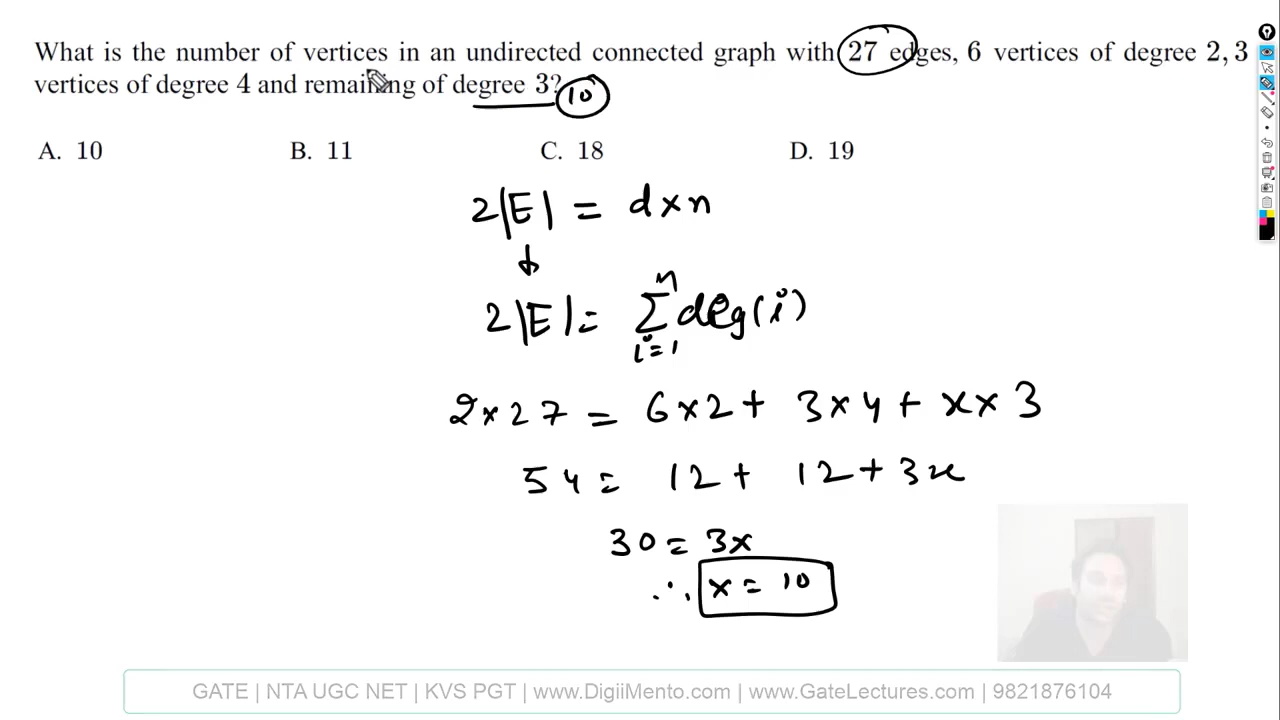 What is the number of vertices in an undirected connected graph with 27 edges, 6 vertices of degree 2, 3
vertices of degree 4 and remaining of degree 3? 10
A. 10 B. 11 C. 18 D. 19
2|E| = d×n
2|E| = ∑ⁿᵢ₌₁ deg(i)
2×27 = 6×2 + 3×4 + x×3
54 = 12 + 12 + 3x
30 = 3x
∴ x = 10
GATE | NTA UGC NET | KVS PGT | www.DigiiMento.com | www.GateLectures.com | 9821876104